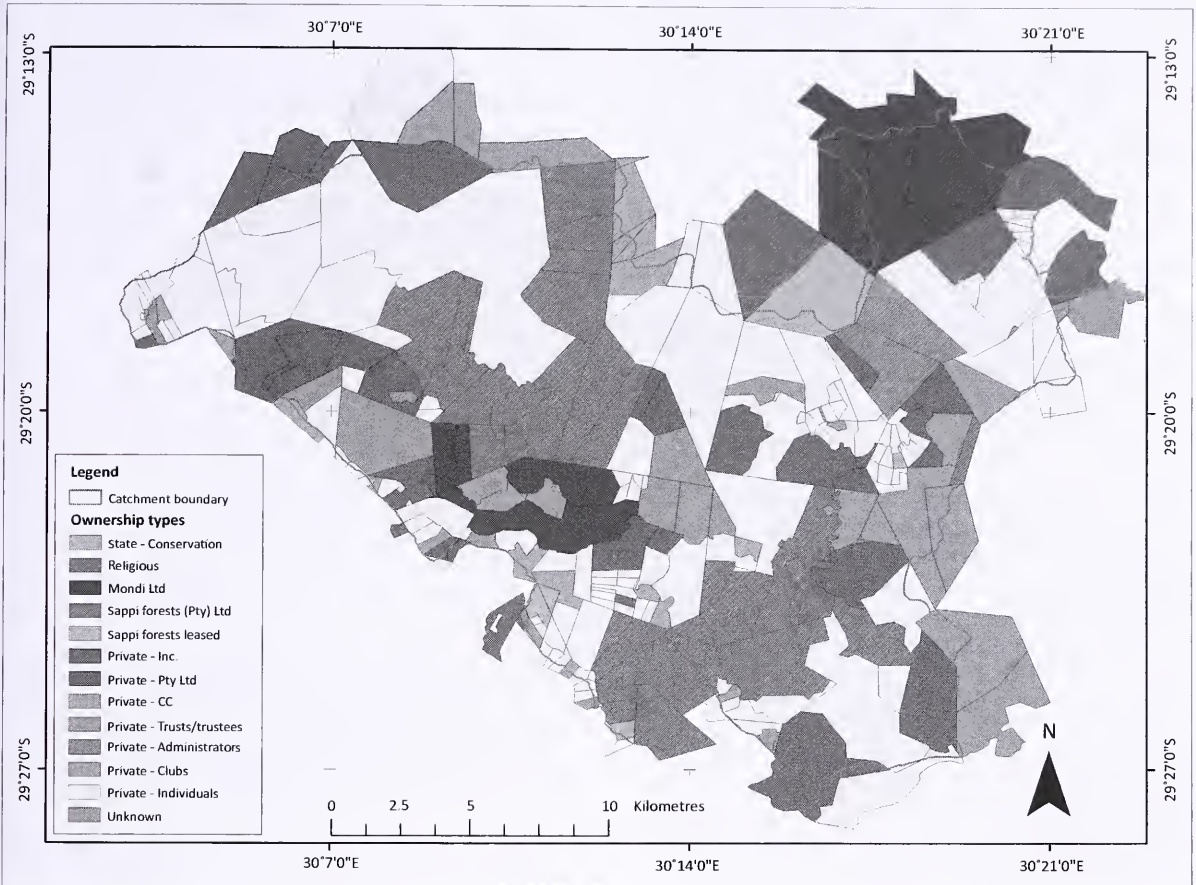 30°7'0"E
30°14'0"E
30°21'0"E
29°13'0"S
29°13'0"S
29°20'0"S
29°20'0"S
Legend
Catchment boundary
Ownership types
State - Conservation
Religious
Mondi Ltd
Sappi forests (Pty) Ltd
Sappi forests leased
Private - Inc.
Private - Pty Ltd
Private - CC
Private - Trusts/trustees
Private - Administrators
Private - Clubs
Private - Individuals
Unknown
N
29°27'0"S
29°27'0"S
0 2.5 5 10 Kilometres
30°7'0"E
30°14'0"E
30°21'0"E